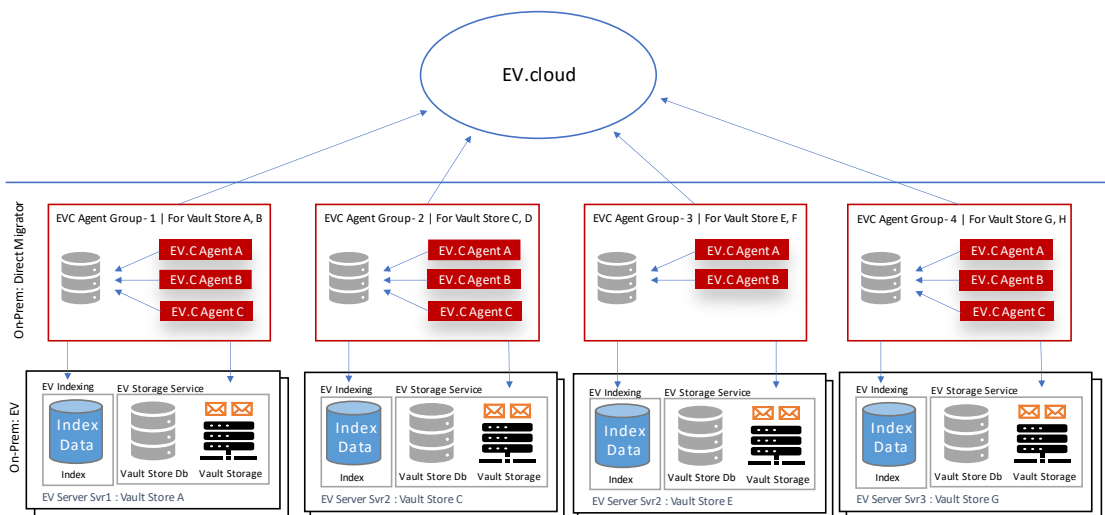 EV.cloud
On-Prem: Direct Migrator
EVC Agent Group - 1 | For Vault Store A, B
EV.C Agent A
EV.C Agent B
EV.C Agent C
EVC Agent Group - 2 | For Vault Store C, D
EV.C Agent A
EV.C Agent B
EV.C Agent C
EVC Agent Group - 3 | For Vault Store E, F
EV.C Agent A
EV.C Agent B
EVC Agent Group - 4 | For Vault Store G, H
EV.C Agent A
EV.C Agent B
EV.C Agent C
On-Prem: EV
EV Indexing
EV Storage Service
Index
Data
Index
Vault Store Db
Vault Storage
EV Server Svr1 : Vault Store A
EV Indexing
EV Storage Service
Index
Data
Index
Vault Store Db
Vault Storage
EV Server Svr2 : Vault Store C
EV Indexing
EV Storage Service
Index
Data
Index
Vault Store Db
Vault Storage
EV Server Svr2 : Vault Store E
EV Indexing
EV Storage Service
Index
Data
Index
Vault Store Db
Vault Storage
EV Server Svr3 : Vault Store G